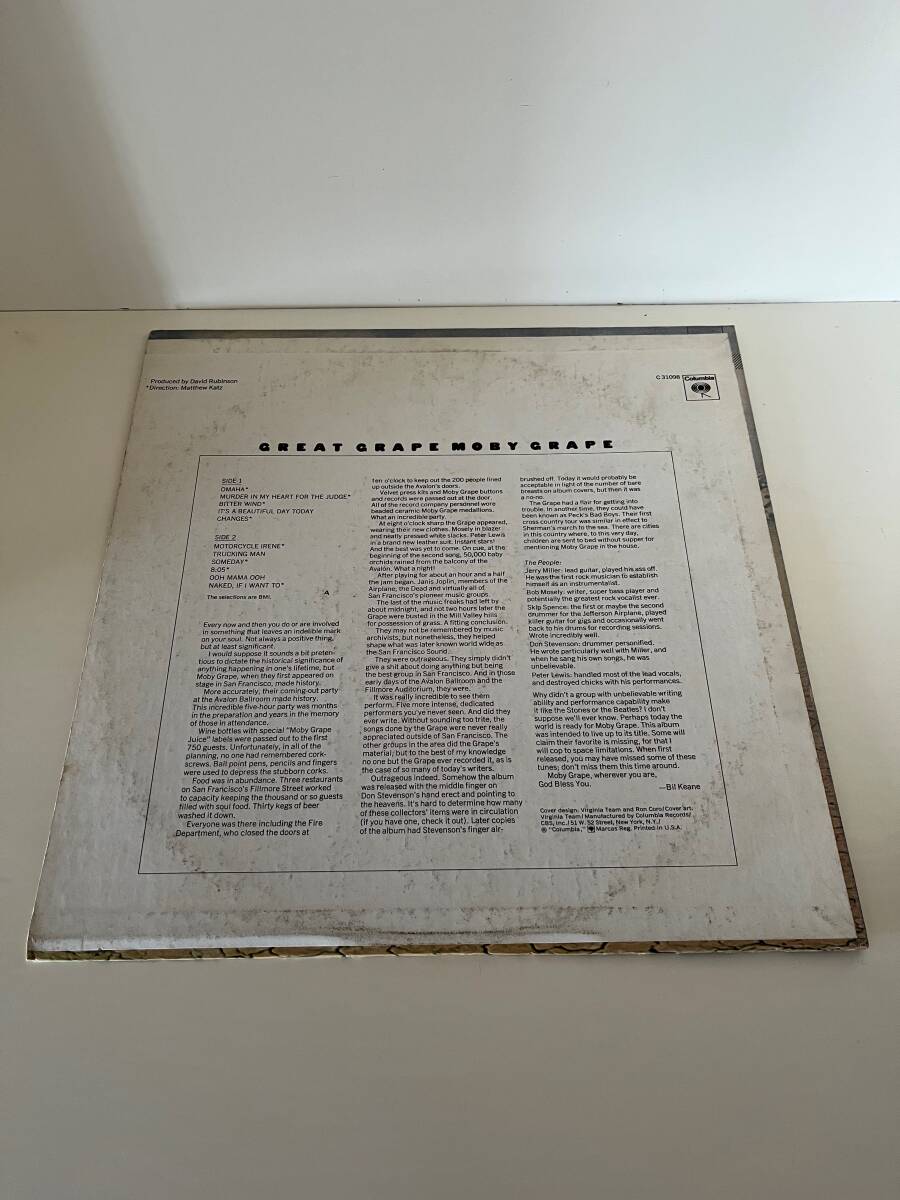 Produced by David Rubinson
*Direction: Matthew Katz
C 31098
Columbia
GREAT GRAPE MOBY GRAPE
SIDE 1
OMAHA*
MURDER IN MY HEART FOR THE JUDGE*
BITTER WIND*
IT'S A BEAUTIFUL DAY TODAY
CHANGES*
SIDE 2
MOTORCYCLE IRENE*
TRUCKING MAN
SOMEDAY*
8:05*
OOH MAMA OOH
NAKED, IF I WANT TO*
The selections are BMI.
A
Every now and then you do or are involved
in something that leaves an indelible mark
on your soul. Not always a positive thing,
but at least significant.
I would suppose it sounds a bit preten-
tious to dictate the historical significance of
anything happening in one's lifetime, but
Moby Grape, when they first appeared on
stage in San Francisco, made history.
More accurately, their coming-out party
at the Avalon Ballroom made history.
This incredible five-hour party was months
in the preparation and years in the memory
of those in attendance.
Wine bottles with special "Moby Grape
Juice" labels were passed out to the first
750 guests. Unfortunately, in all of the
planning, no one had remembered cork-
screws. Ball point pens, pencils and fingers
were used to depress the stubborn corks.
Food was in abundance. Three restaurants
on San Francisco's Fillmore Street worked
to capacity keeping the thousand or so guests
filled with soul food. Thirty kegs of beer
washed it down.
Everyone was there including the Fire
Department, who closed the doors at
Ten o'clock to keep out the 200 people lined
up outside the Avalon's doors.
Velvet press kits and Moby Grape buttons
and records were passed out at the door.
All of the record company personnel wore
beaded ceramic Moby Grape medallions.
What an incredible party.
At eight o'clock sharp the Grape appeared,
wearing their new clothes. Mosely in blazer
and neatly pressed white slacks. Peter Lewis
in a brand new leather suit. Instant stars!
And the best was yet to come. On cue, at the
beginning of the second song, 50,000 baby
orchids rained from the balcony of the
Avalon. What a night!
After playing for about an hour and a half
the jam began. Janis Joplin, members of the
Airplane, the Dead and virtually all of
San Francisco's pioneer music groups.
The last of the music freaks had left by
about midnight, and not two hours later the
Grape were busted in the Mill Valley hills
for possession of grass. A fitting conclusion.
They may not be remembered by music
archivists, but nonetheless, they helped
shape what was later known world wide as
the San Francisco Sound.
They were outrageous. They simply didn't
give a shit about doing anything but being
the best group in San Francisco. And in those
early days of the Avalon Ballroom and the
Fillmore Auditorium, they were.
It was really incredible to see them
perform. Five more intense, dedicated
performers you've never seen. And did they
ever write. Without sounding too trite, the
songs done by the Grape were never really
appreciated outside of San Francisco. The
other groups in the area did the Grape's
material; but to the best of my knowledge
no one but the Grape ever recorded it, as is
the case of so many of today's writers.
Outrageous indeed. Somehow the album
was released with the middle finger on
Don Stevenson's hand erect and pointing to
the heavens. It's hard to determine how many
of these collectors' items were in circulation
(if you have one, check it out). Later copies
of the album had Stevenson's finger air-
brushed off. Today it would probably be
acceptable in light of the number of bare
breasts on album covers, but then it was
a no-no.
The Grape had a flair for getting into
trouble. In another time, they could have
been known as Peck's Bad Boys. Their first
cross country tour was similar in effect to
Sherman's march to the sea. There are cities
in this country where, to this very day,
children are sent to bed without supper for
mentioning Moby Grape in the house.
The People:
Jerry Miller: lead guitar, played his ass off.
He was the first rock musician to establish
himself as an instrumentalist.
Bob Mosely: writer, super bass player and
potentially the greatest rock vocalist ever.
Skip Spence: the first or maybe the second
drummer for the Jefferson Airplane, played
killer guitar for gigs and occasionally went
back to his drums for recording sessions.
Wrote incredibly well.
Don Stevenson: drummer personified.
He wrote particularly well with Miller, and
when he sang his own songs, he was
unbelievable.
Peter Lewis: handled most of the lead vocals,
and destroyed chicks with his performances.
Why didn't a group with unbelievable writing
ability and performance capability make
it like the Stones or the Beatles? I don't
suppose we'll ever know. Perhaps today the
world is ready for Moby Grape. This album
was intended to live up to its title. Some will
claim their favorite is missing, for that I
will cop to space limitations. When first
released, you may have missed some of these
tunes; don't miss them this time around.
Moby Grape, wherever you are,
God Bless You.
—Bil Keane
Cover design: Virginia Team and Ron Coro/Cover art:
Virginia Team/Manufactured by Columbia Records/
CBS, Inc./51 W. 52 Street, New York, N.Y./
® "Columbia," Marcas Reg. Printed in U.S.A.